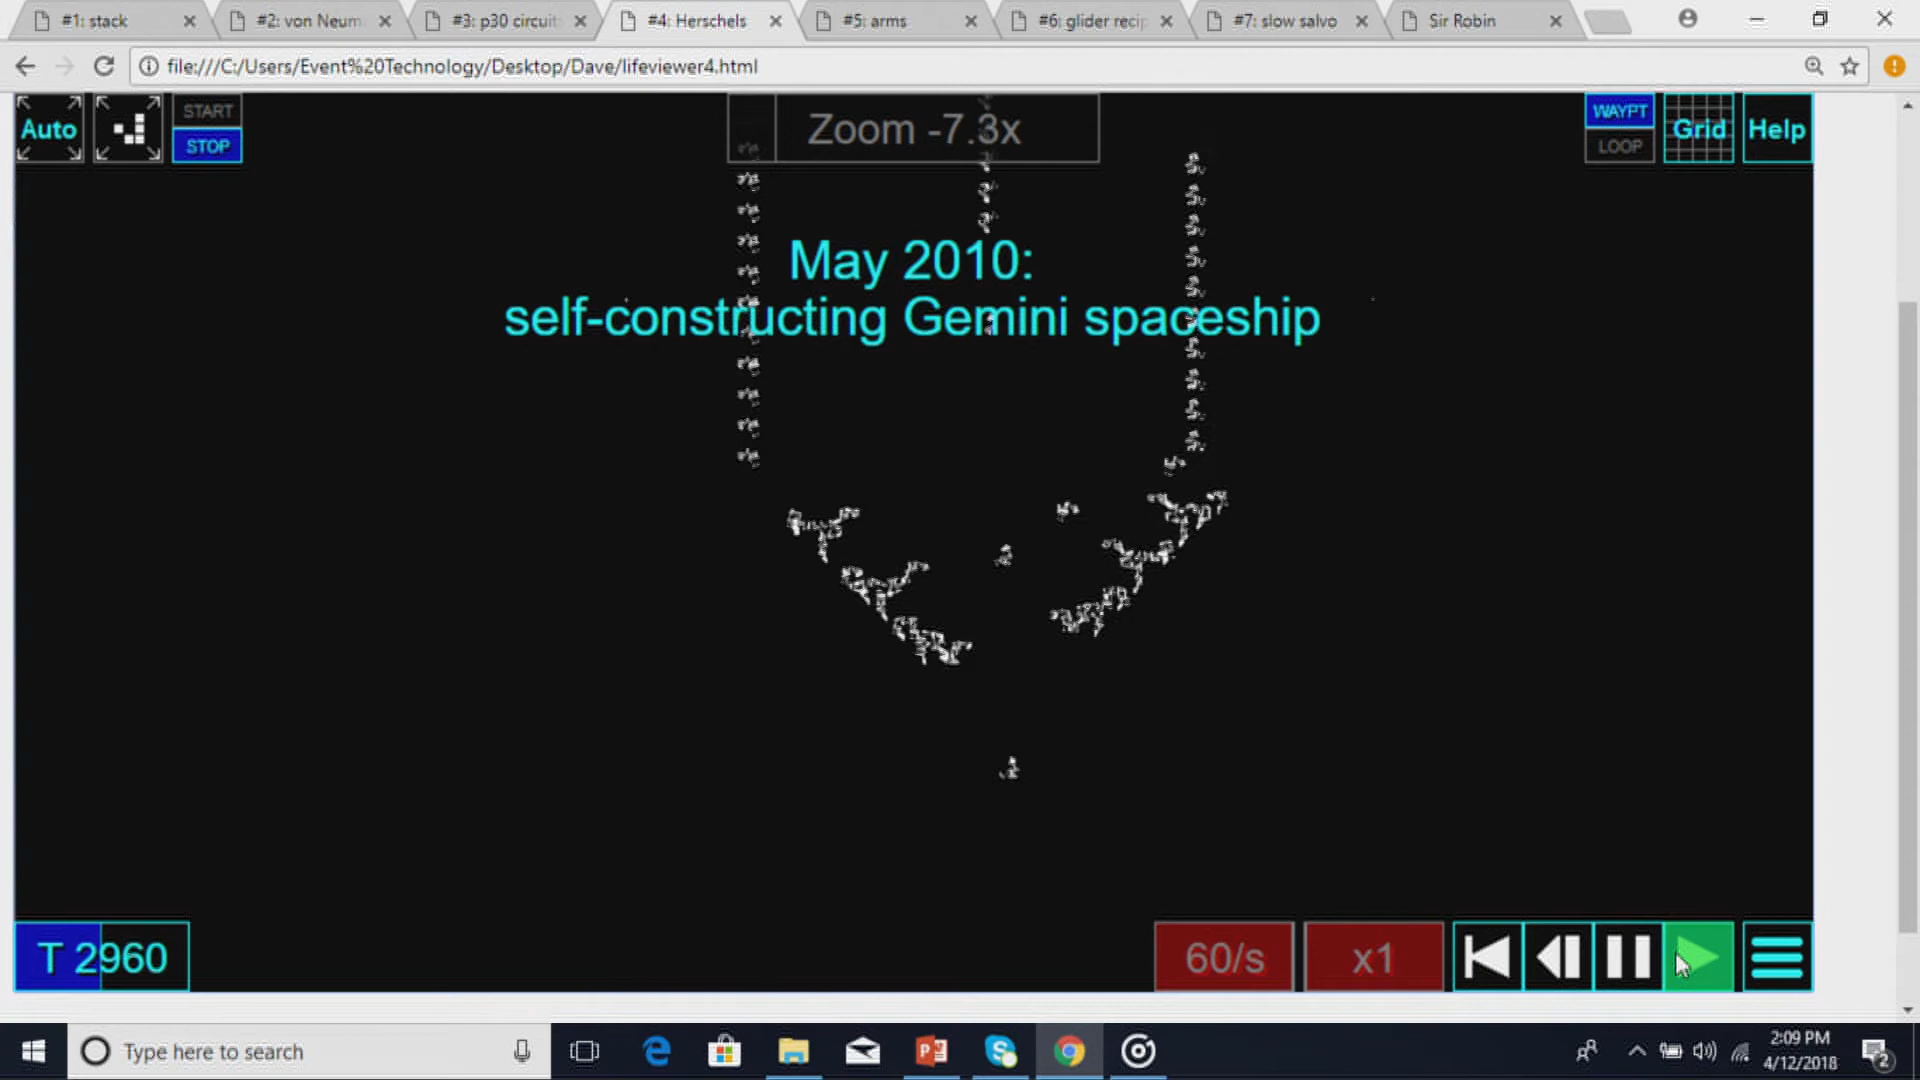 #1: stack
#2: von Neum
#3: p30 circuit
#4: Herschels
#5: arms
#6: glider recip
#7: slow salvo
Sir Robin
file:///C:/Users/Event%20Technology/Desktop/Dave/lifeviewer4.html
Auto
START
STOP
Zoom -7.3x
WAYPT
LOOP
Grid
Help
May 2010:
self-constructing Gemini spaceship
T 2960
60/s
x1
Type here to search
2:09 PM
4/12/2018
2